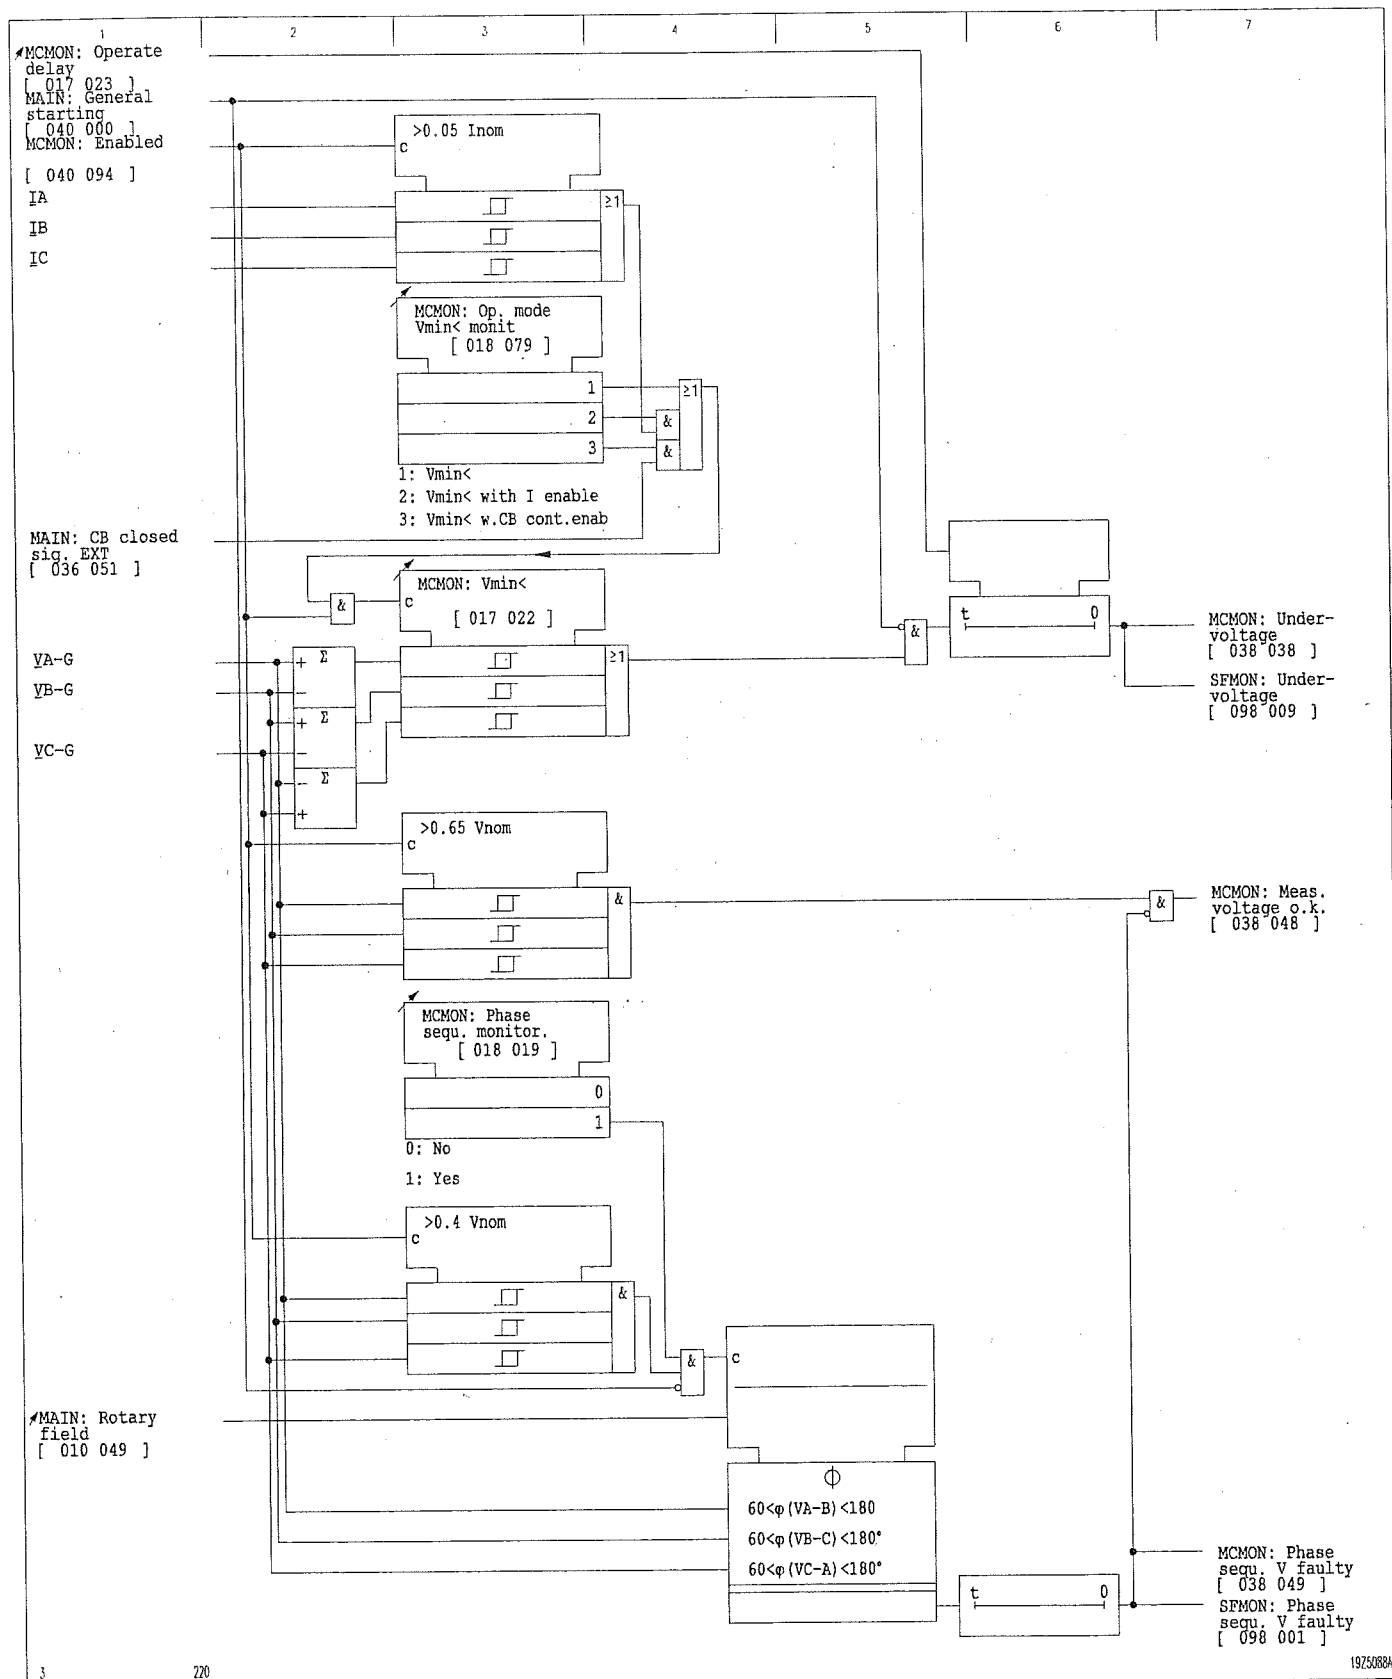 1 2 3 4 5 6 7
MCMON: Operate
delay
[ 017 023 ]
MAIN: General
starting
[ 040 000 ]
MCMON: Enabled
[ 040 094 ]
IA
IB
IC
>0.05 Inom
c
≥1
MCMON: Op. mode
Vmin< monit
[ 018 079 ]
1
≥1
2
&
3
&
1: Vmin<
2: Vmin< with I enable
3: Vmin< w.CB cont.enab
MAIN: CB closed
sig. EXT
[ 036 051 ]
&
MCMON: Vmin<
c
[ 017 022 ]
VA-G
VB-G
VC-G
+ Σ
-
+ Σ
-
- Σ
+
≥1
&
t 0
MCMON: Under-
voltage
[ 038 038 ]
SFMON: Under-
voltage
[ 098 009 ]
>0.65 Vnom
c
&
&
MCMON: Meas.
voltage o.k.
[ 038 048 ]
MCMON: Phase
sequ. monitor.
[ 018 019 ]
0
1
0: No
1: Yes
>0.4 Vnom
c
&
&
c
MAIN: Rotary
field
[ 010 049 ]
ϕ
60<φ(VA-B)<180
60<φ(VB-C)<180°
60<φ(VC-A)<180°
t 0
MCMON: Phase
sequ. V faulty
[ 038 049 ]
SFMON: Phase
sequ. V faulty
[ 098 001 ]
3 220 19Z5088A